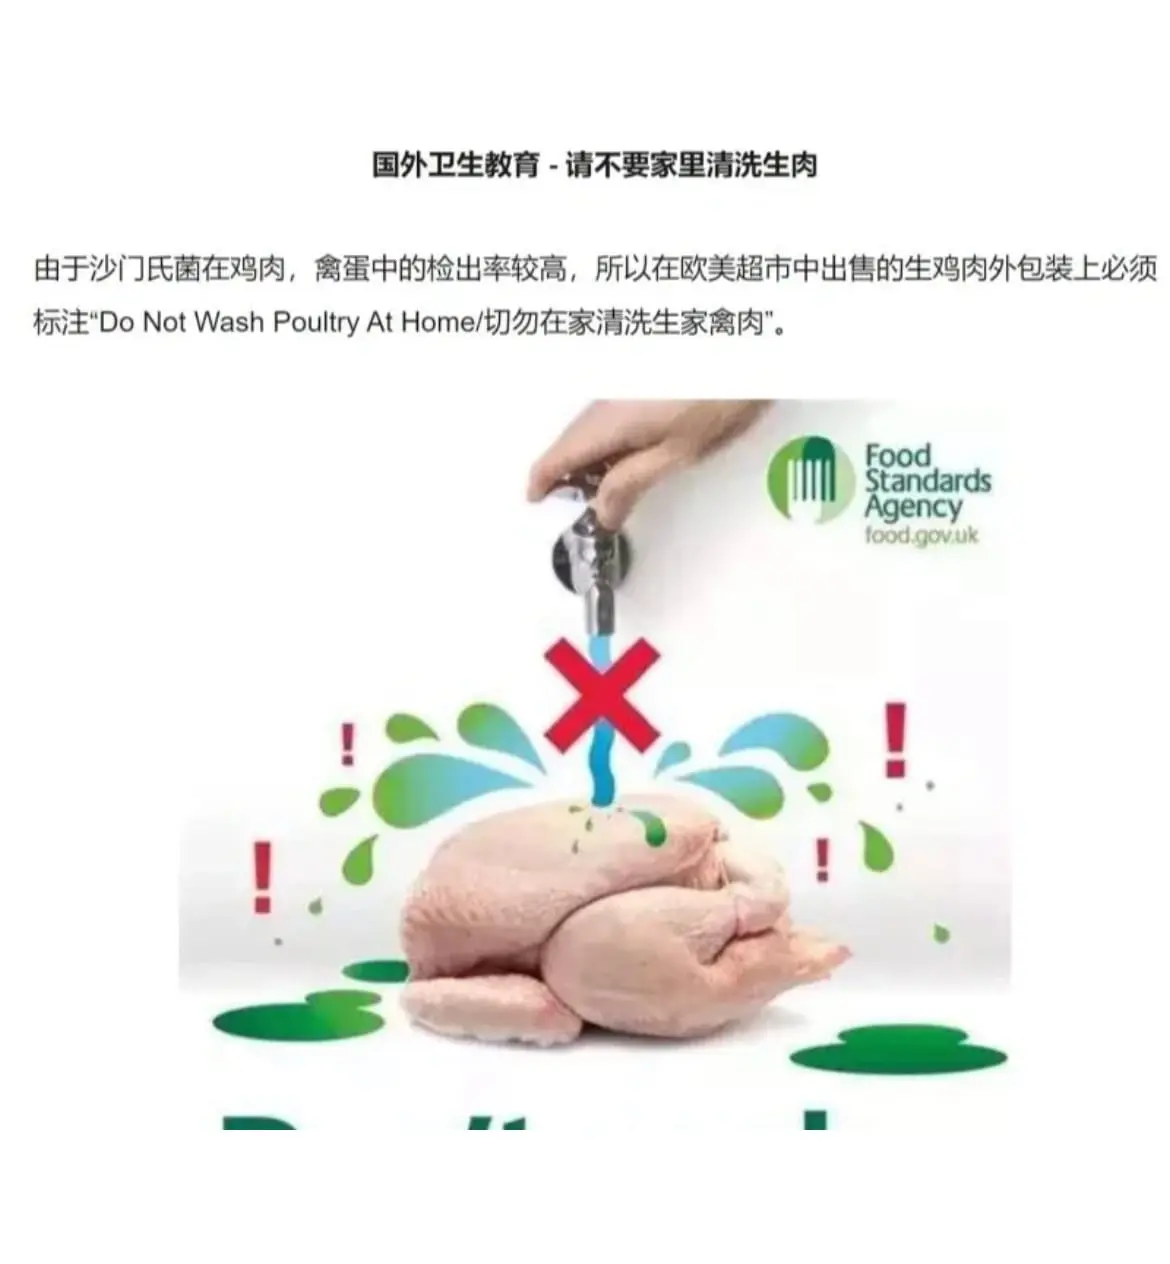 国外卫生教育 - 请不要家里清洗生肉
由于沙门氏菌在鸡肉，禽蛋中的检出率较高，所以在欧美超市中出售的生鸡肉外包装上必须
标注“Do Not Wash Poultry At Home/切勿在家清洗生家禽肉”。
Food
Standards
Agency
food.gov.uk